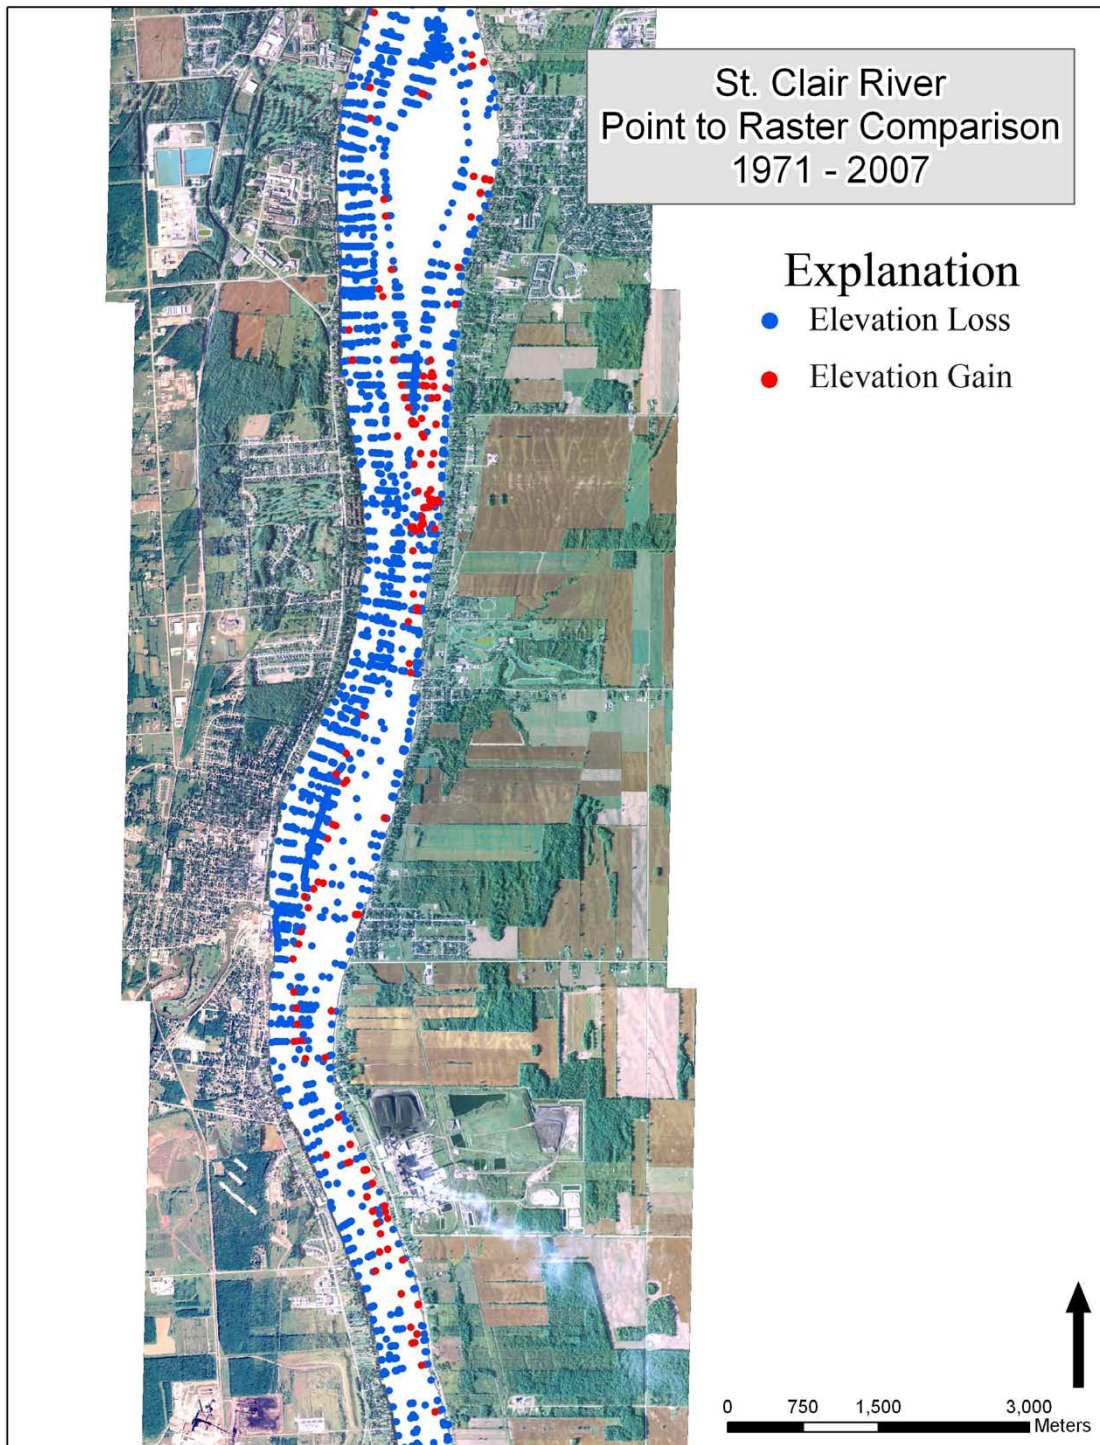 St. Clair River
Point to Raster Comparison
1971 - 2007
Explanation
Elevation Loss
Elevation Gain
0 750 1,500 3,000
Meters